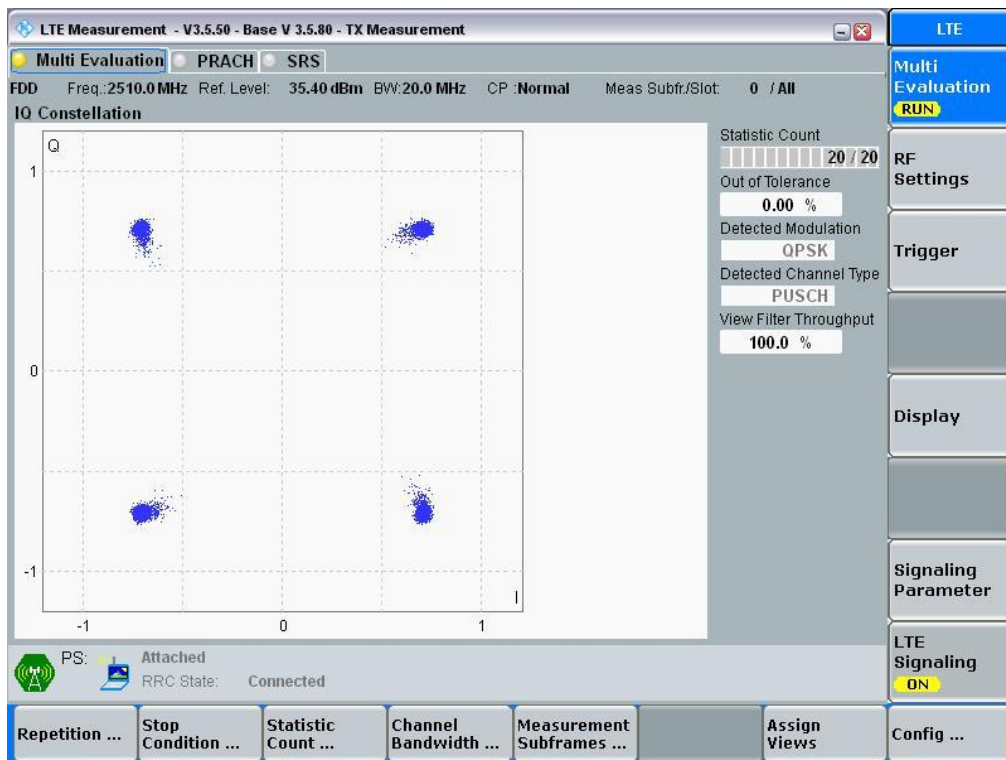 LTE Measurement - V3.5.50 - Base V 3.5.80 - TX Measurement
LTE
Multi Evaluation PRACH SRS
FDD Freq.:2510.0 MHz Ref. Level: 35.40 dBm BW:20.0 MHz CP :Normal Meas Subfr./Slot: 0 / All
IQ Constellation
Q
1
0
-1
-1 0 1
I
Statistic Count
20 / 20
Out of Tolerance
0.00 %
Detected Modulation
QPSK
Detected Channel Type
PUSCH
View Filter Throughput
100.0 %
Multi
Evaluation
RUN
RF
Settings
Trigger
Display
Signaling
Parameter
LTE
Signaling
ON
PS: Attached
RRC State: Connected
Repetition ...
Stop
Condition ...
Statistic
Count ...
Channel
Bandwidth ...
Measurement
Subframes ...
Assign
Views
Config ...